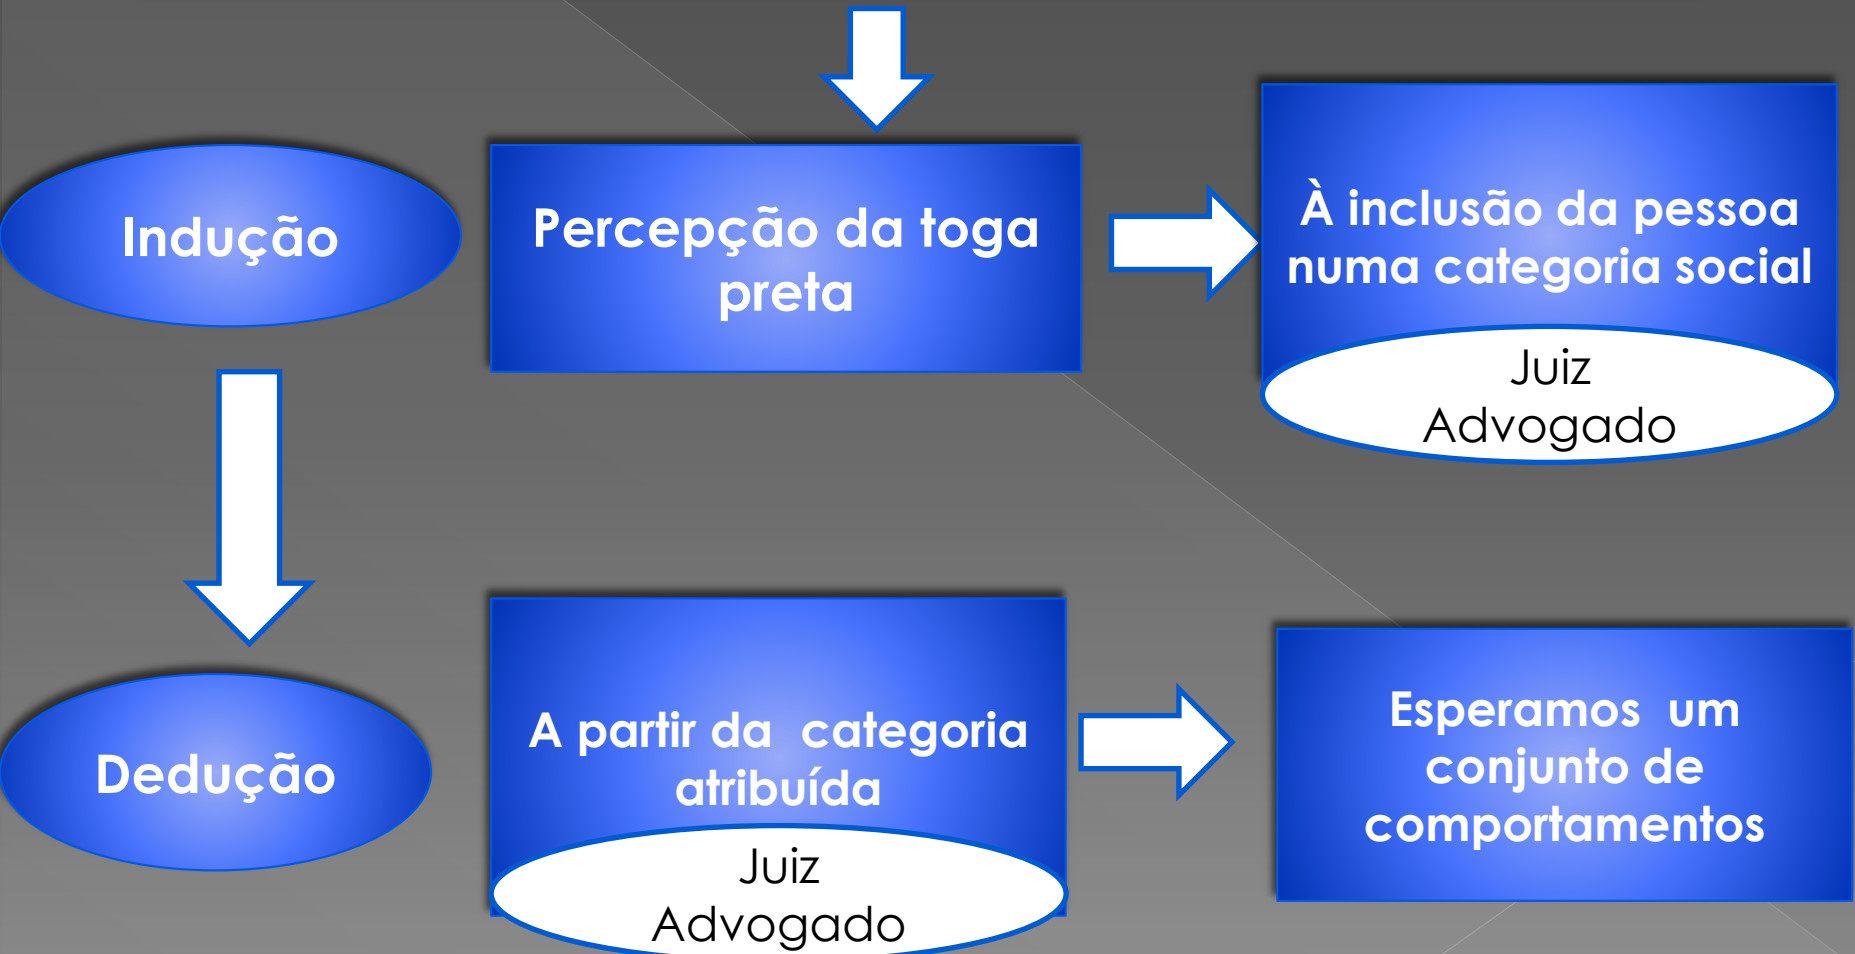 Indução
Percepção da toga
preta
À inclusão da pessoa
numa categoria social
Juiz
Advogado
Dedução
A partir da categoria
atribuída
Juiz
Advogado
Esperamos um
conjunto de
comportamentos